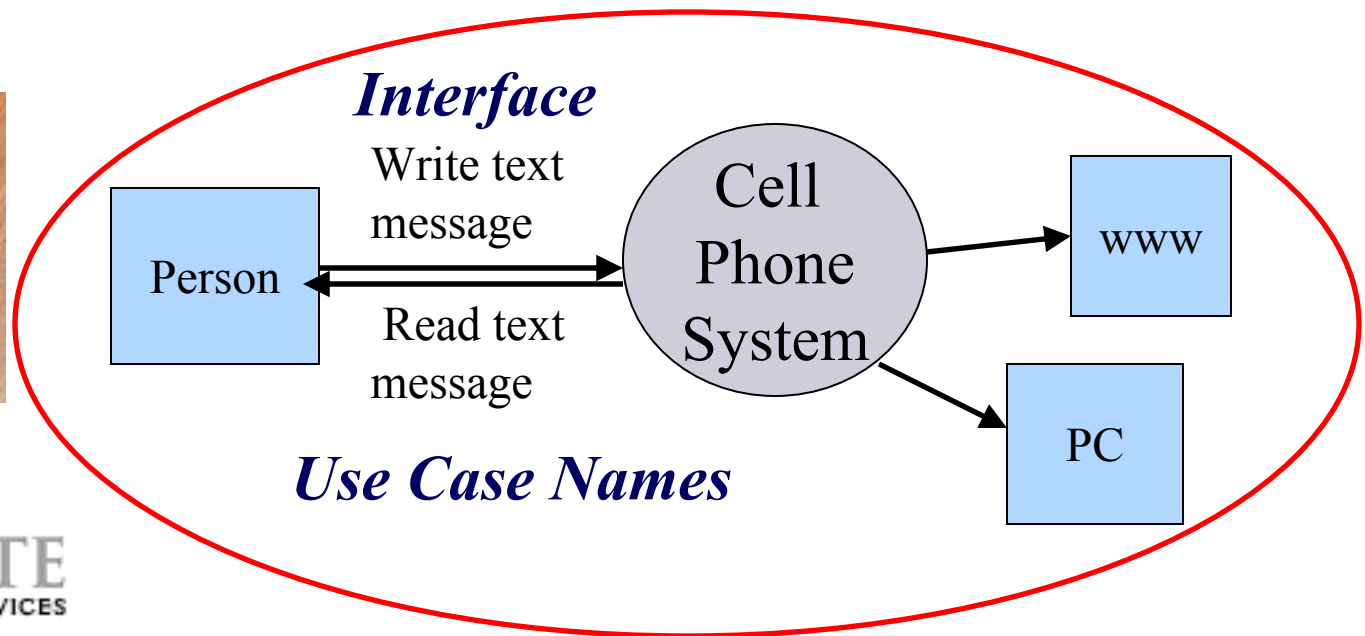 Interface
Write text
message
Person
Read text
message
Use Case Names
Cell
Phone
System
www
PC